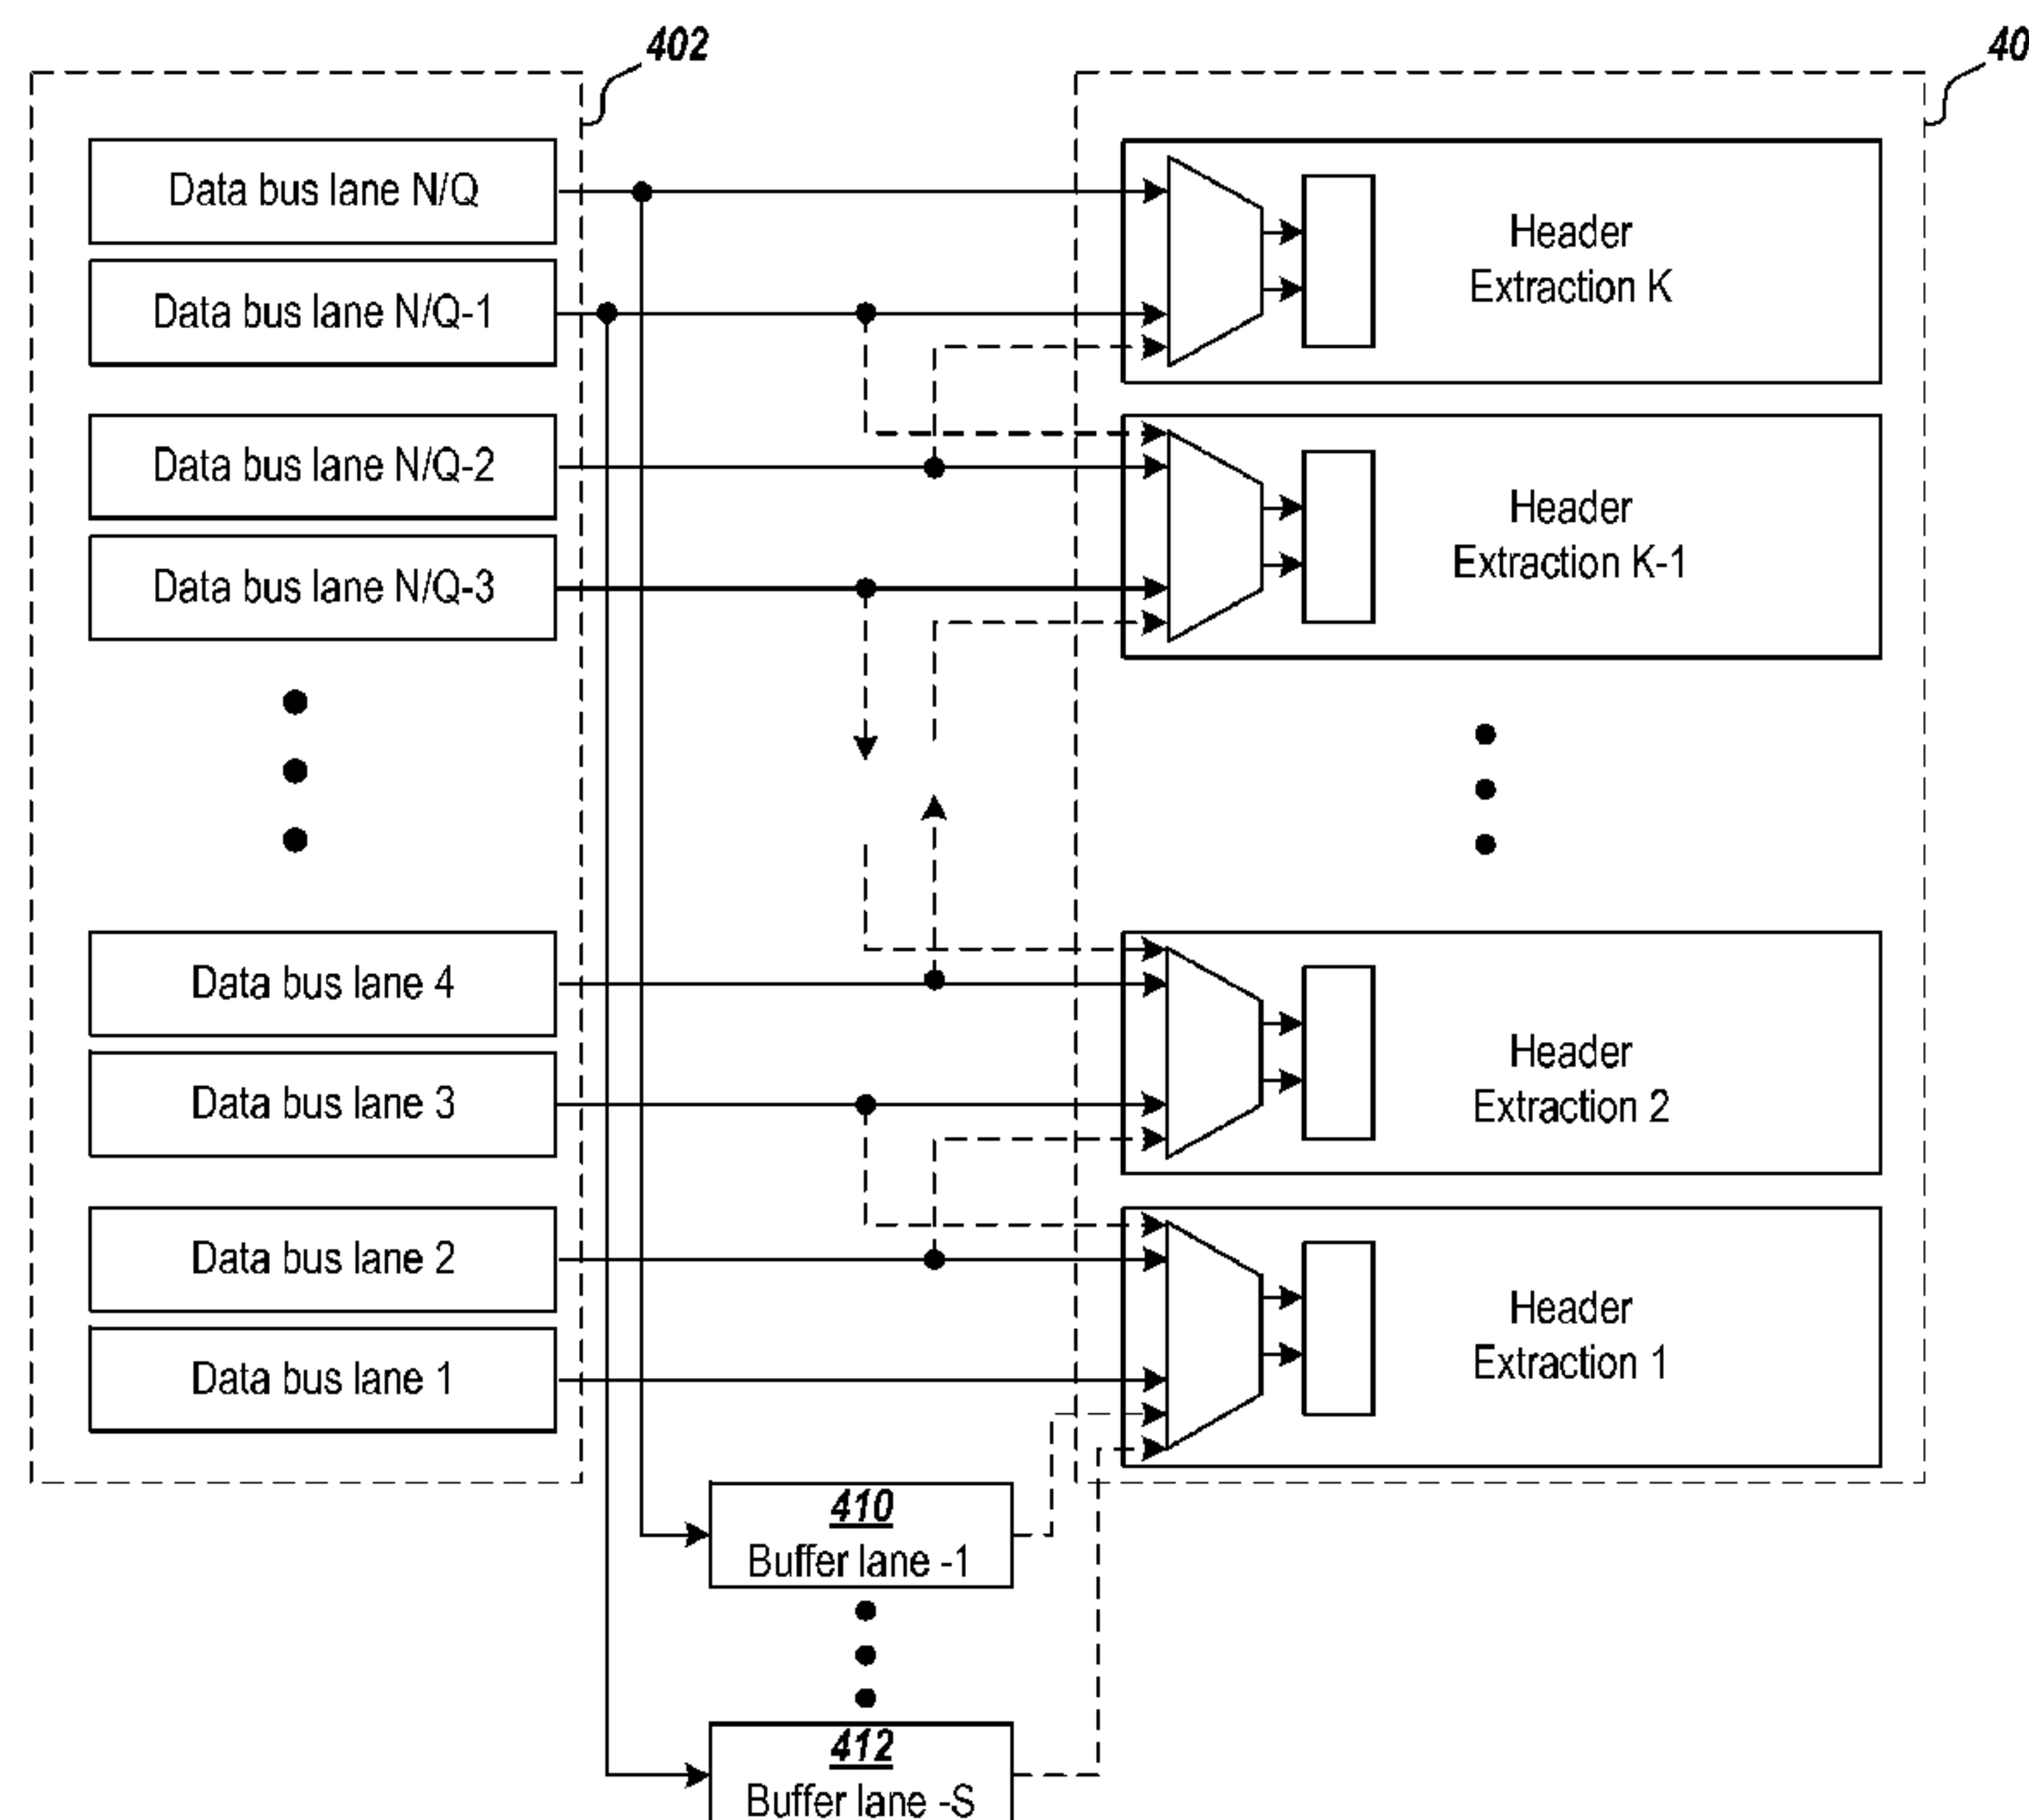 402
40
Data bus lane N/Q
Data bus lane N/Q-1
Data bus lane N/Q-2
Data bus lane N/Q-3
Data bus lane 4
Data bus lane 3
Data bus lane 2
Data bus lane 1
Header
Extraction K
Header
Extraction K-1
Header
Extraction 2
Header
Extraction 1
410
Buffer lane -1
412
Buffer lane -S